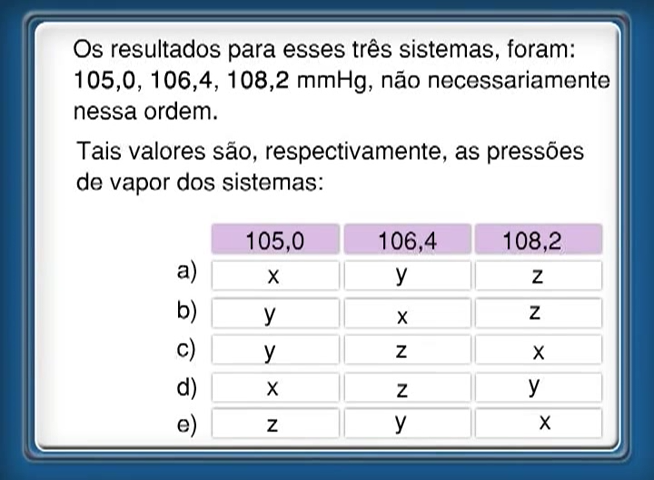 Os resultados para esses três sistemas, foram:
105,0, 106,4, 108,2 mmHg, não necessariamente
nessa ordem.
Tais valores são, respectivamente, as pressões
de vapor dos sistemas:
105,0 106,4 108,2
a) x y z
b) y x z
c) y z x
d) x z y
e) z y x